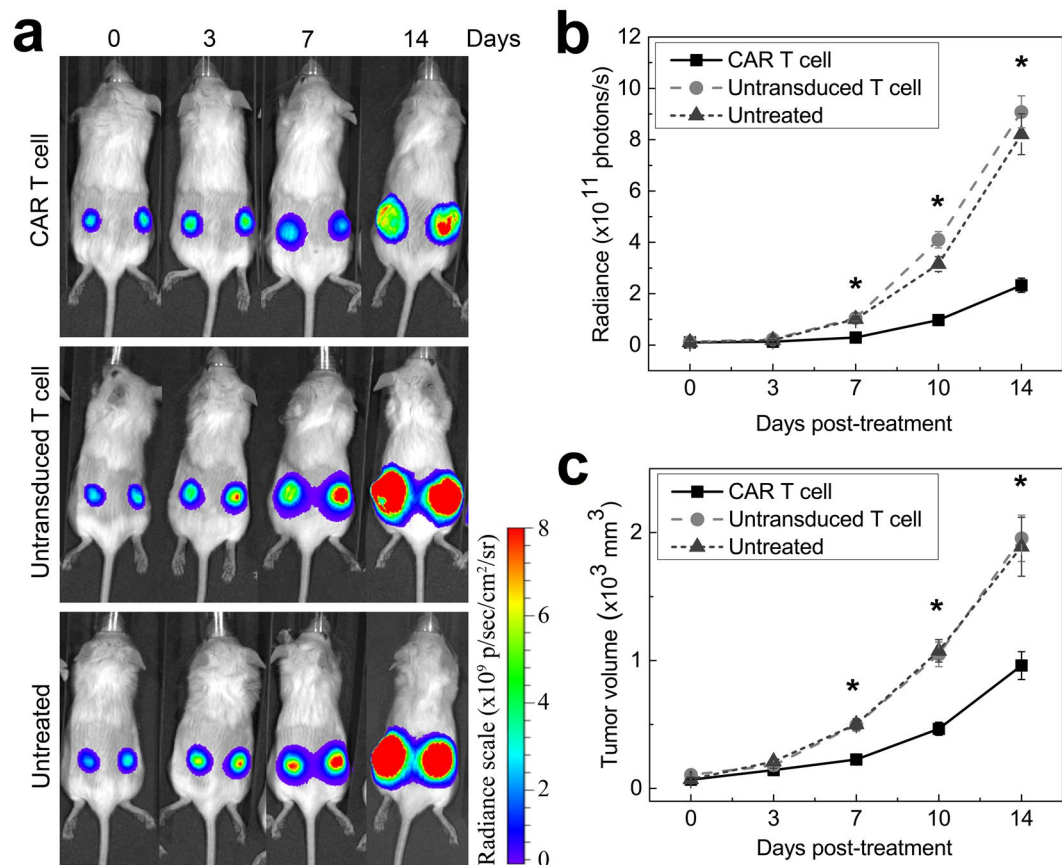 a
0 3 7 14 Days
CAR T cell
Untransduced T cell
Untreated
8
6
4
2
0
Radiance scale (x10⁹ p/sec/cm²/sr)
b
12
10
8
6
4
2
0
Radiance (x10¹¹ photons/s)
CAR T cell
Untransduced T cell
Untreated
*
*
*
0 3 7 10 14
Days post-treatment
c
2
1
0
Tumor volume (x10³ mm³)
CAR T cell
Untransduced T cell
Untreated
*
*
*
0 3 7 10 14
Days post-treatment